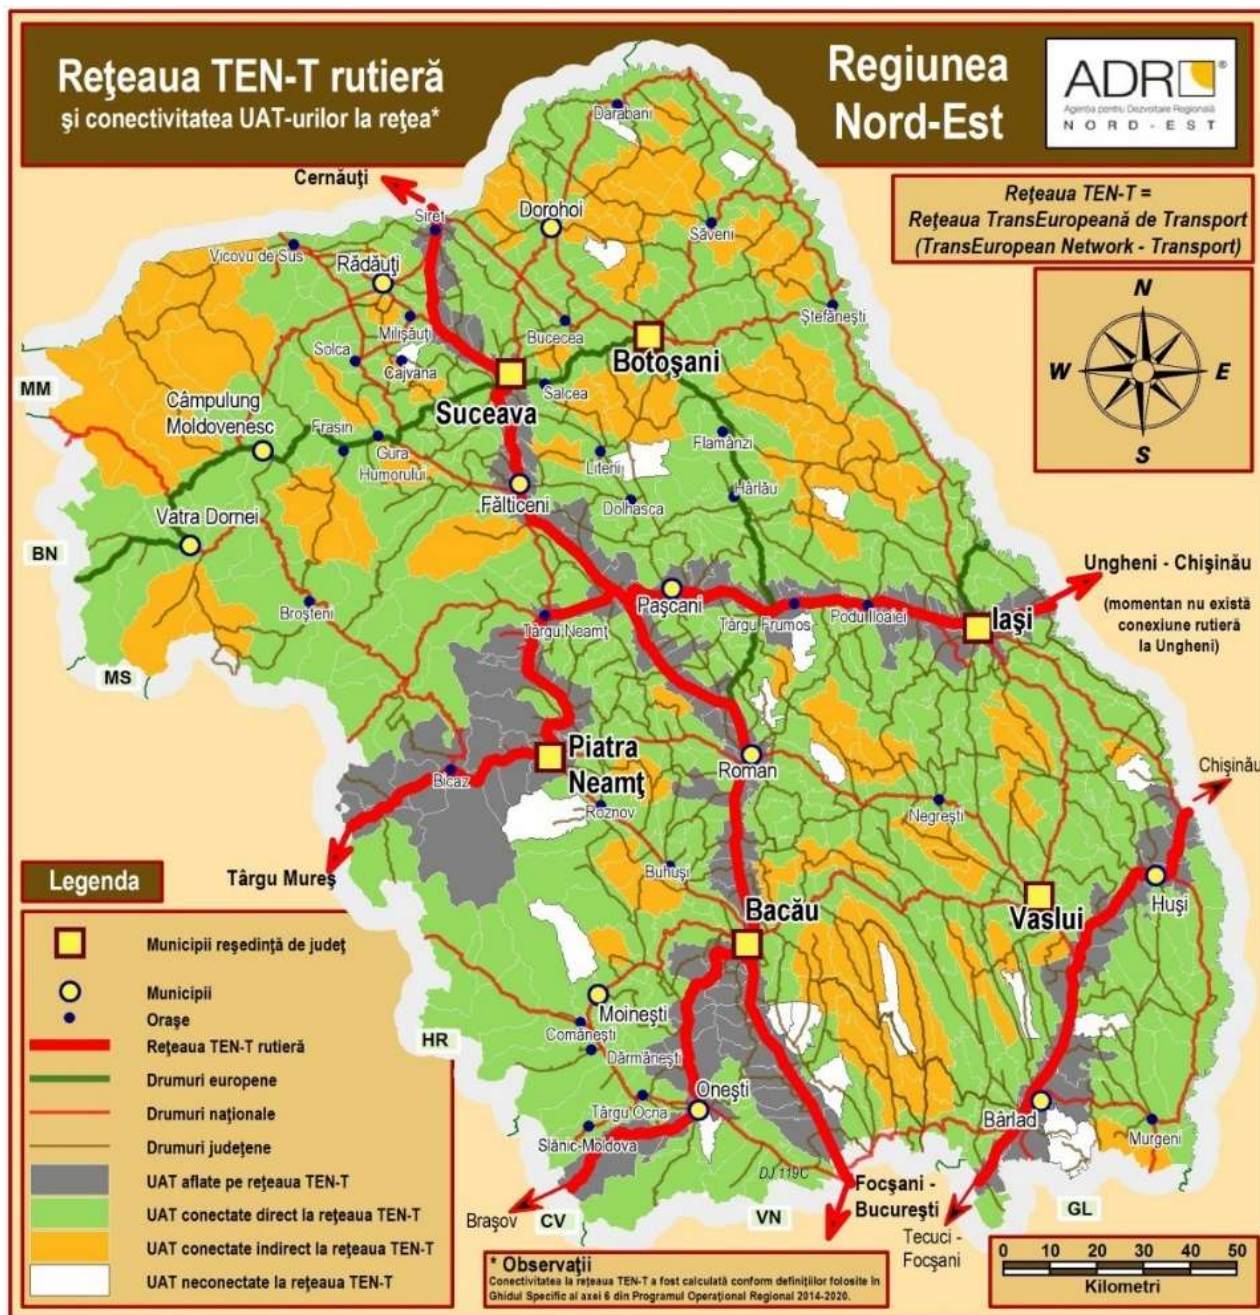 Reţeaua TEN-T rutieră
şi conectivitatea UAT-urilor la reţea*
Regiunea
Nord-Est
ADR
®
Agenţia pentru Dezvoltare Regională
NORD-EST
Reţeaua TEN-T =
Reţeaua TransEuropeană de Transport
(TransEuropean Network - Transport)
N
W
E
S
Cernăuţi
Darabani
Siret
Dorohoi
Săveni
Vicovu de Sus
Rădăuţi
Ştefăneşti
Milişăuţi
Bucecea
Botoşani
Solca
Cajvana
Salcea
Suceava
MM
Câmpulung
Moldovenesc
Frasin
Gura
Humorului
Liteni
Flamânzi
Fălticeni
Dolhasca
Hârlău
Vatra Dornei
BN
Broşteni
Paşcani
Târgu Neamţ
Târgu Frumos
Podu Iloaiei
Iaşi
Ungheni - Chişinău
(momentan nu există
conexiune rutieră
la Ungheni)
MS
Piatra
Neamţ
Bicaz
Roman
Roznov
Negreşti
Chişinău
Târgu Mureş
Buhuşi
Bacău
Vaslui
Huşi
Moineşti
HR
Comăneşti
Dărmăneşti
Oneşti
Târgu Ocna
Slănic-Moldova
Bârlad
Murgeni
DJ 119C
Braşov
CV
VN
Focşani -
Bucureşti
Tecuci -
Focşani
GL
Legenda
Municipii reşedinţă de judeţ
Municipii
Oraşe
Reţeaua TEN-T rutieră
Drumuri europene
Drumuri naţionale
Drumuri judeţene
UAT aflate pe reţeaua TEN-T
UAT conectate direct la reţeaua TEN-T
UAT conectate indirect la reţeaua TEN-T
UAT neconectate la reţeaua TEN-T
* Observaţii
Conectivitatea la reţeaua TEN-T a fost calculată conform definiţiilor folosite în
Ghidul Specific al axei 6 din Programul Operaţional Regional 2014-2020.
0 10 20 30 40 50
Kilometri